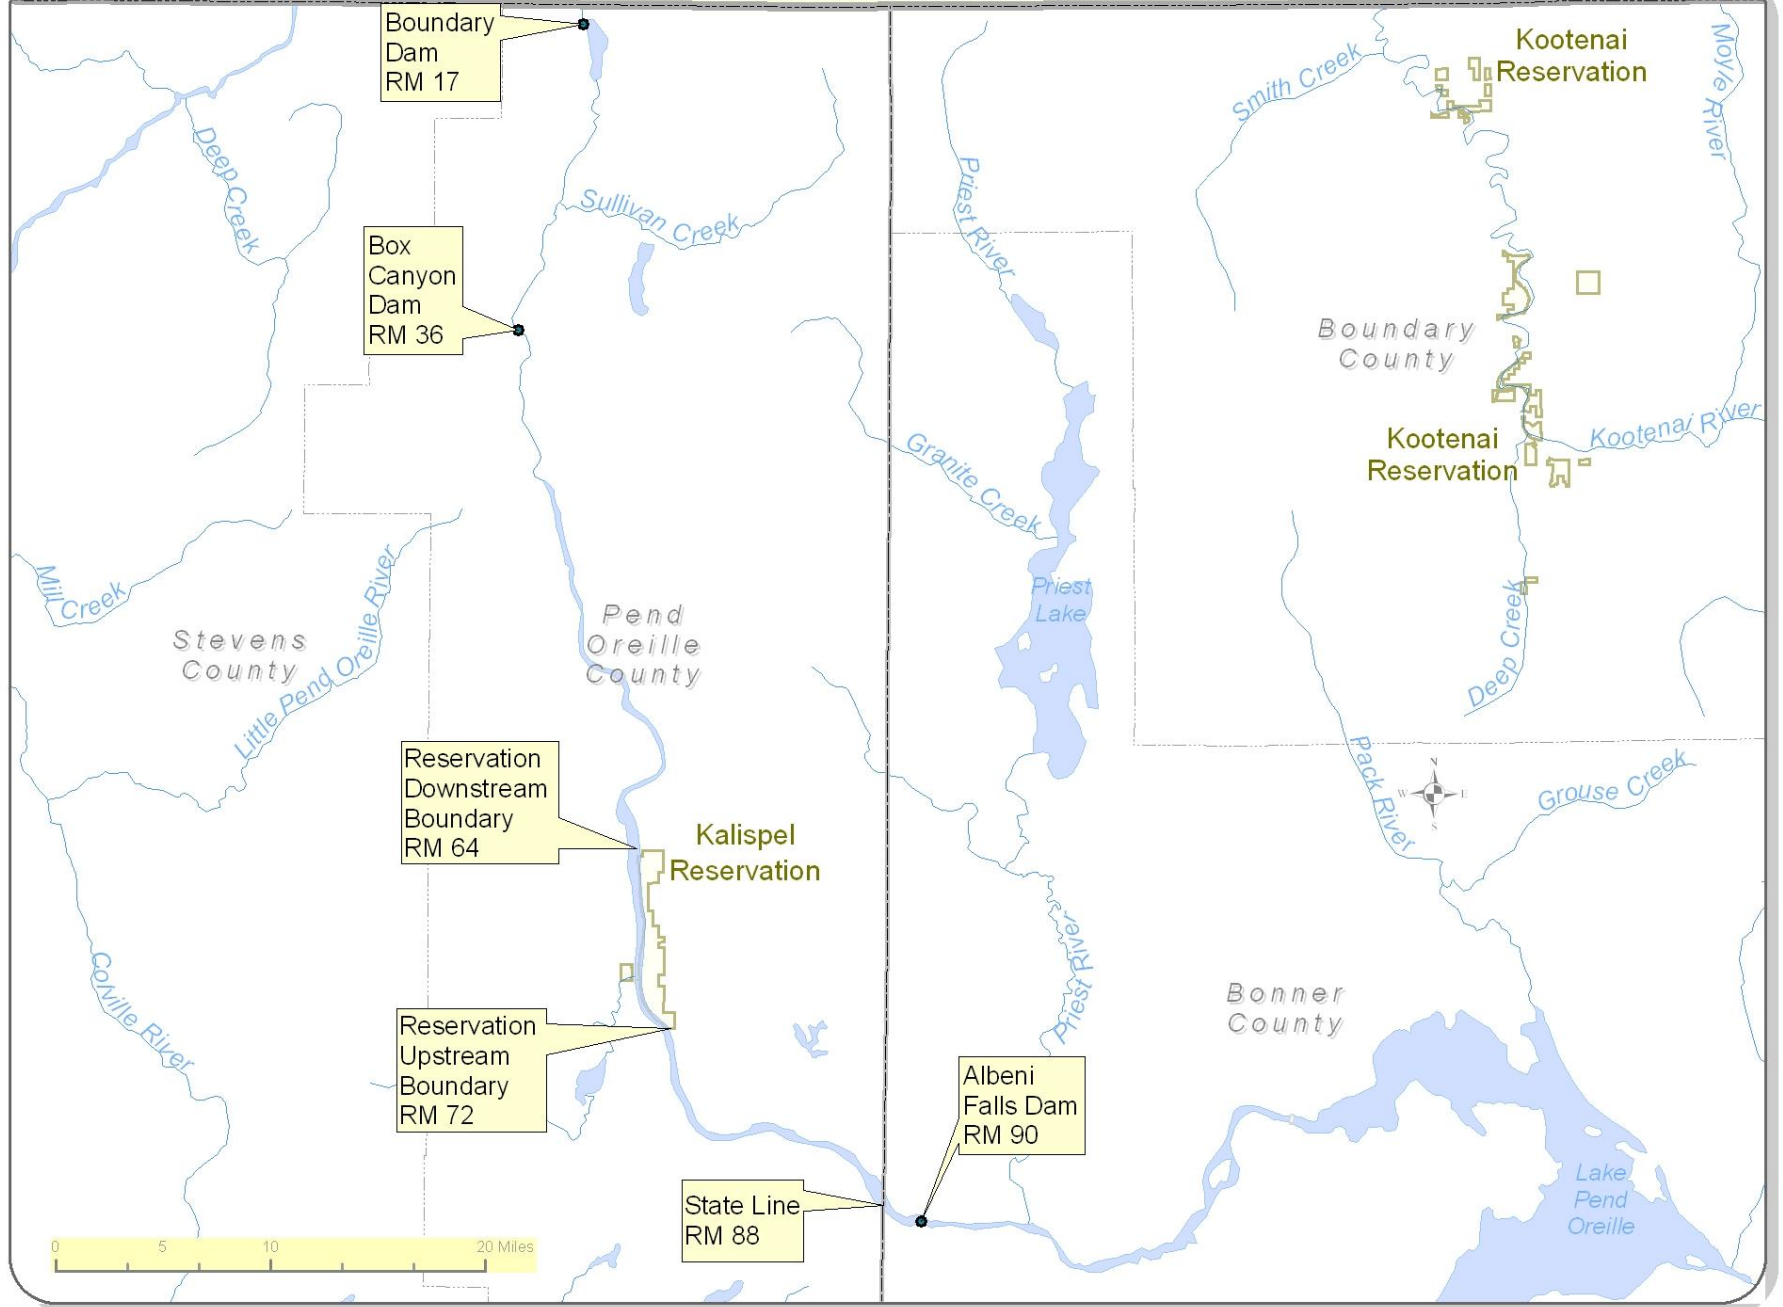 Boundary
Dam
RM 17
Kootenai
Reservation
Smith Creek
Moyie River
Deep Creek
Priest River
Sullivan Creek
Box
Canyon
Dam
RM 36
Boundary
County
Kootenai River
Kootenai
Reservation
Granite Creek
Mill Creek
Little Pend Oreille River
Stevens
County
Pend
Oreille
County
Priest
Lake
Deep Creek
Pack River
Grouse Creek
N
W
E
S
Reservation
Downstream
Boundary
RM 64
Kalispel
Reservation
Colville River
Priest River
Bonner
County
Reservation
Upstream
Boundary
RM 72
Albeni
Falls Dam
RM 90
State Line
RM 88
Lake
Pend
Oreille
0 5 10 20 Miles